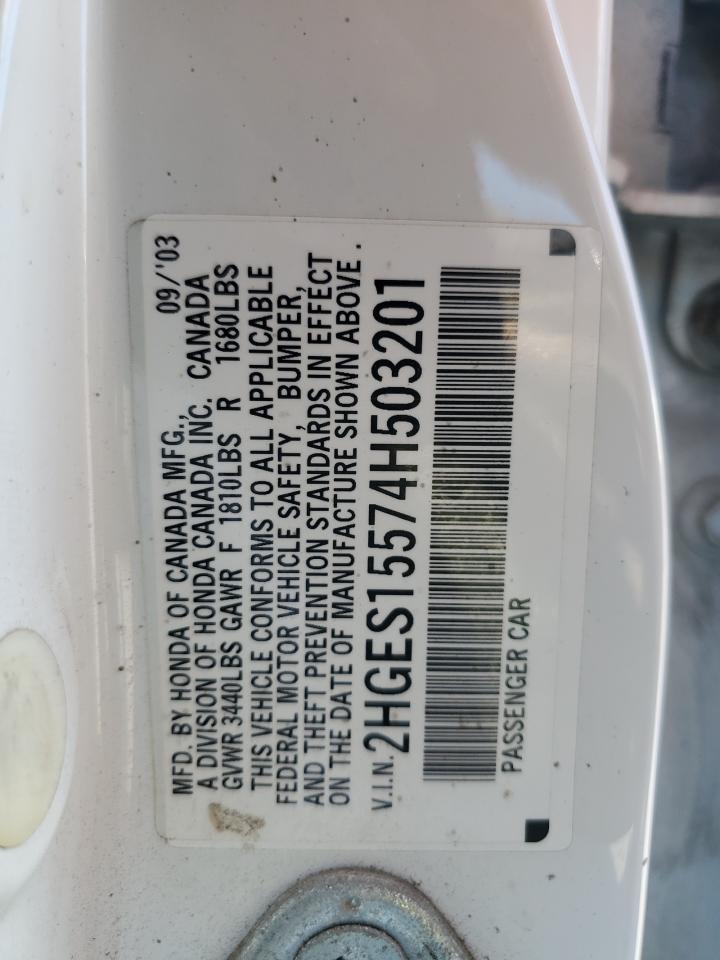 MFD. BY HONDA OF CANADA MFG., 09/'03
A DIVISION OF HONDA CANADA INC. CANADA
GVWR 3440LBS GAWR F 1810LBS R 1680LBS
THIS VEHICLE CONFORMS TO ALL APPLICABLE
FEDERAL MOTOR VEHICLE SAFETY, BUMPER,
AND THEFT PREVENTION STANDARDS IN EFFECT
ON THE DATE OF MANUFACTURE SHOWN ABOVE.
V.I.N. 2HGES15574H503201
PASSENGER CAR